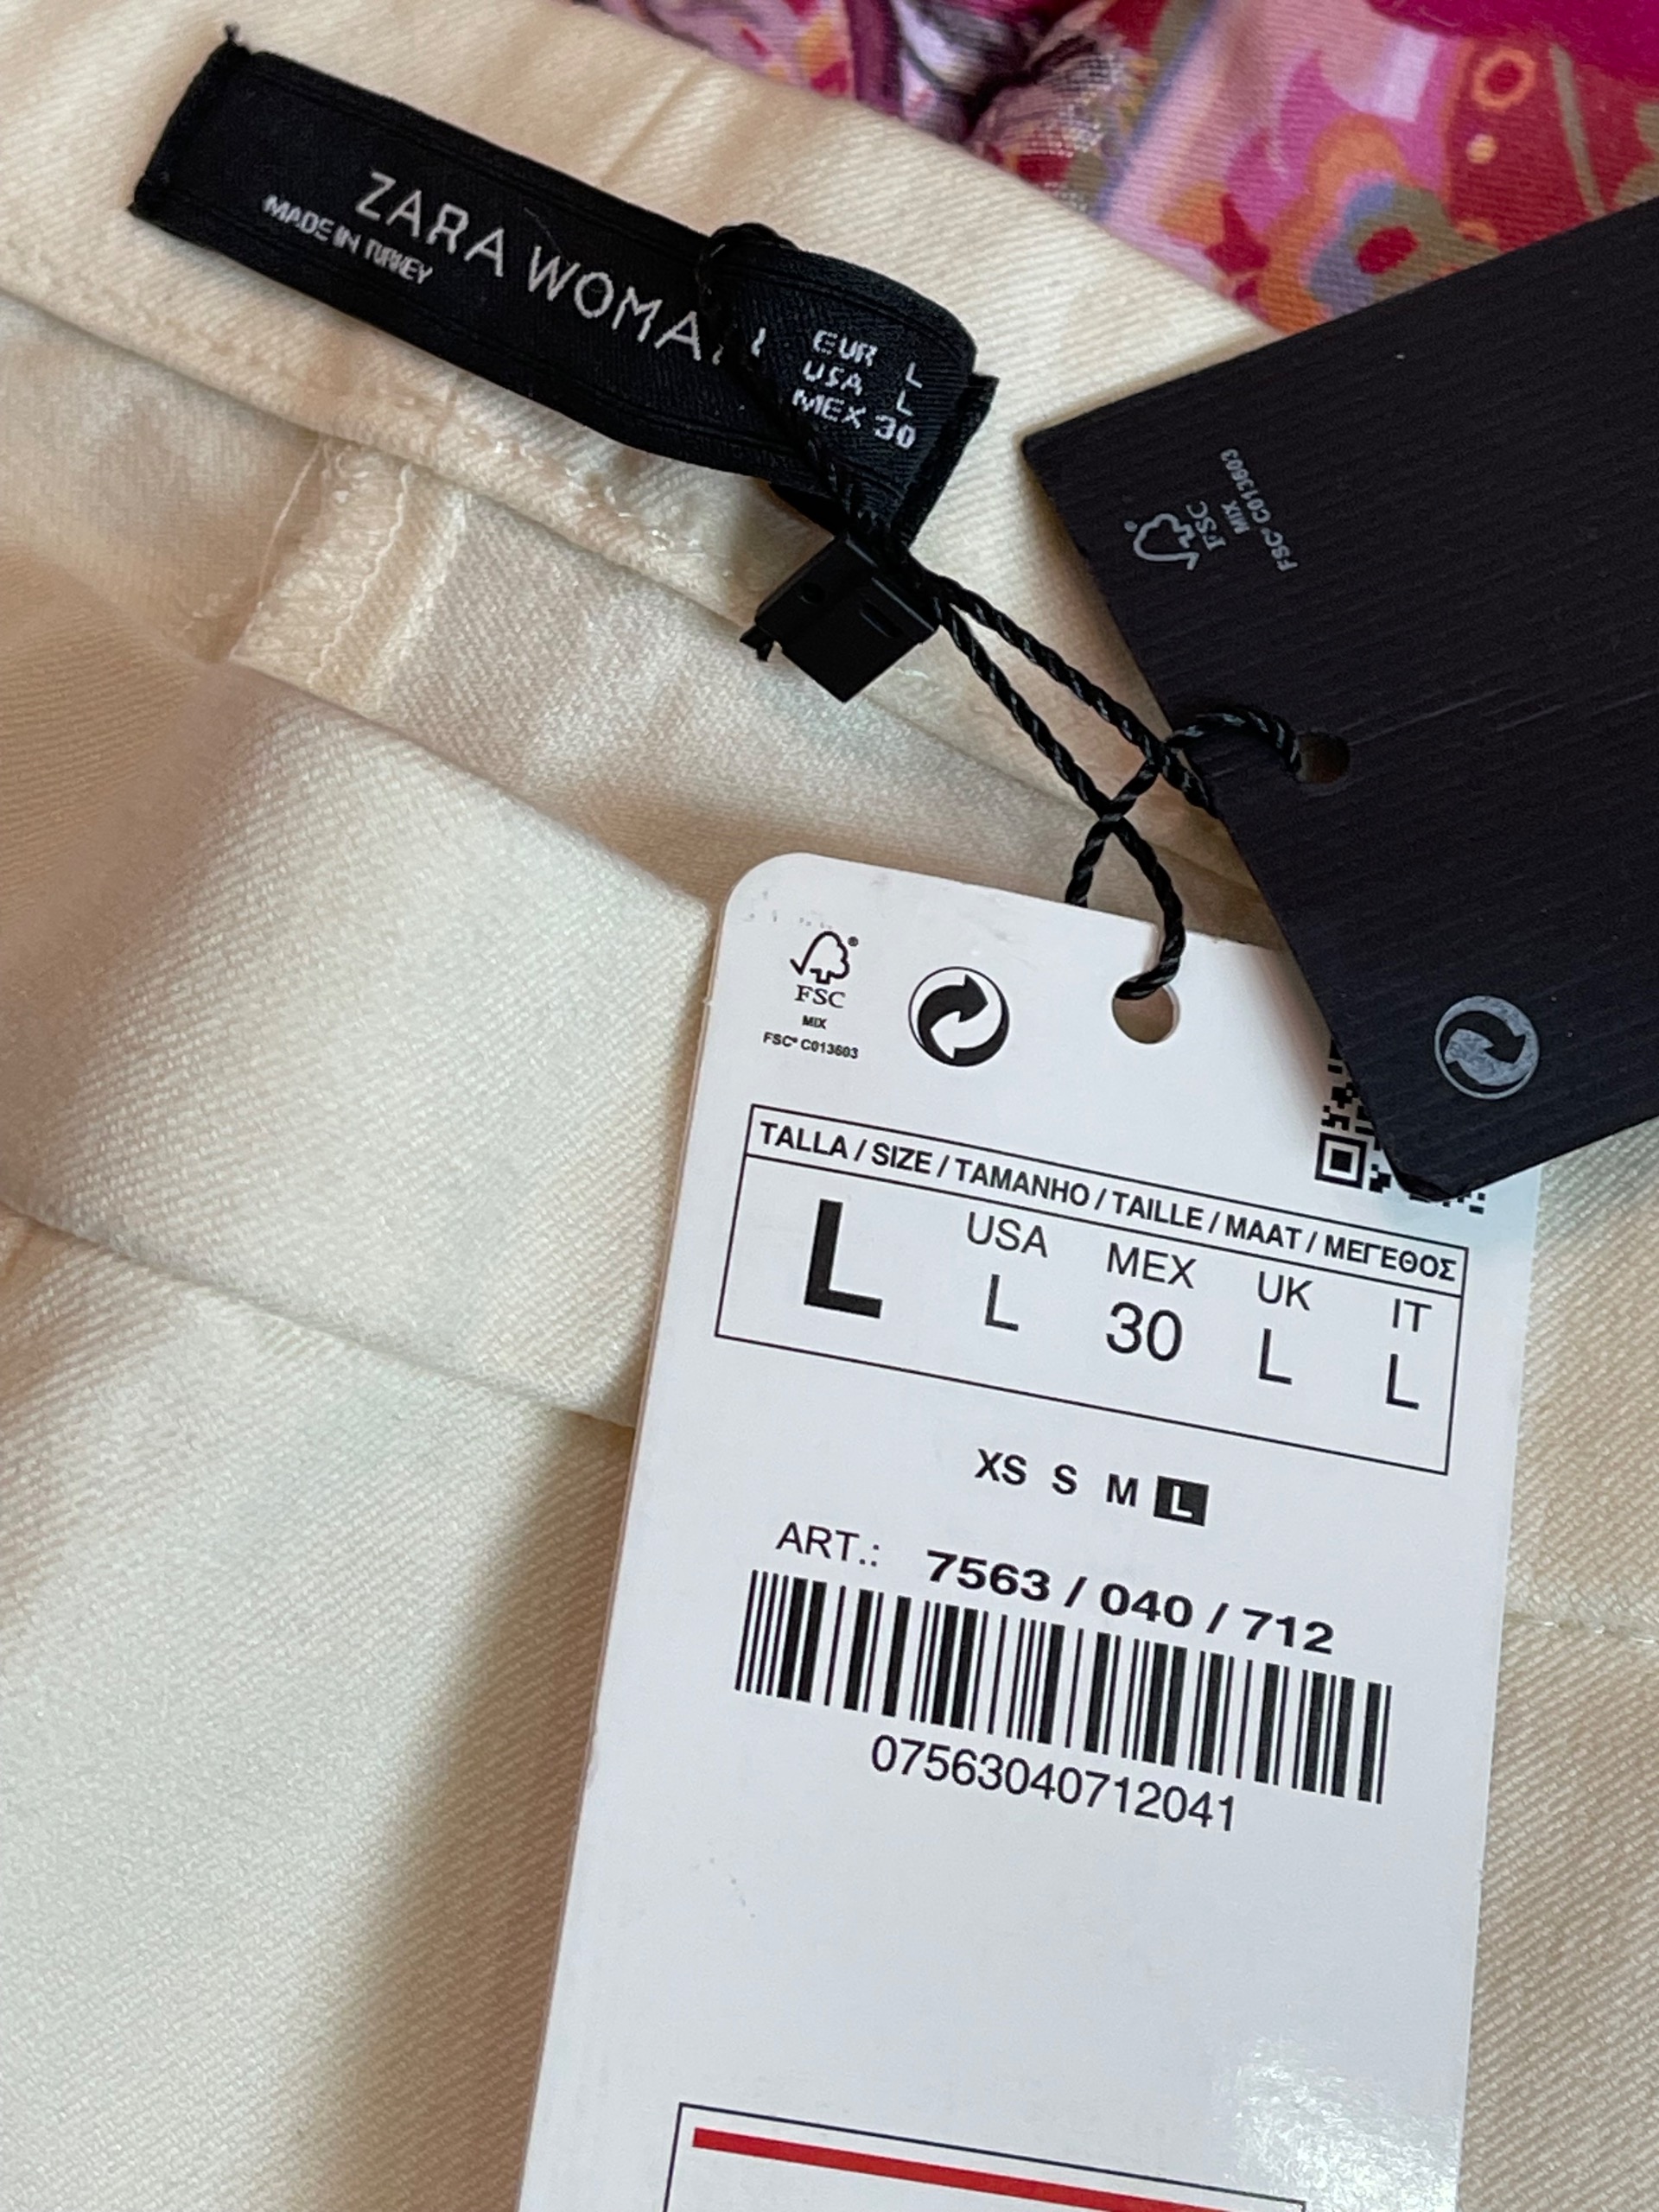 ZARA WOMA
MADE IN TURKEY
EUR L
USA L
MEX 30
FSC
MIX
FSC® C013603
FSC
MIX
FSC® C013603
TALLA / SIZE / TAMANHO / TAILLE / MAAT / ΜΕΓΕΘΟΣ
L USA MEX UK IT
L 30 L L
XS S M L
ART.: 7563 / 040 / 712
07563040712041